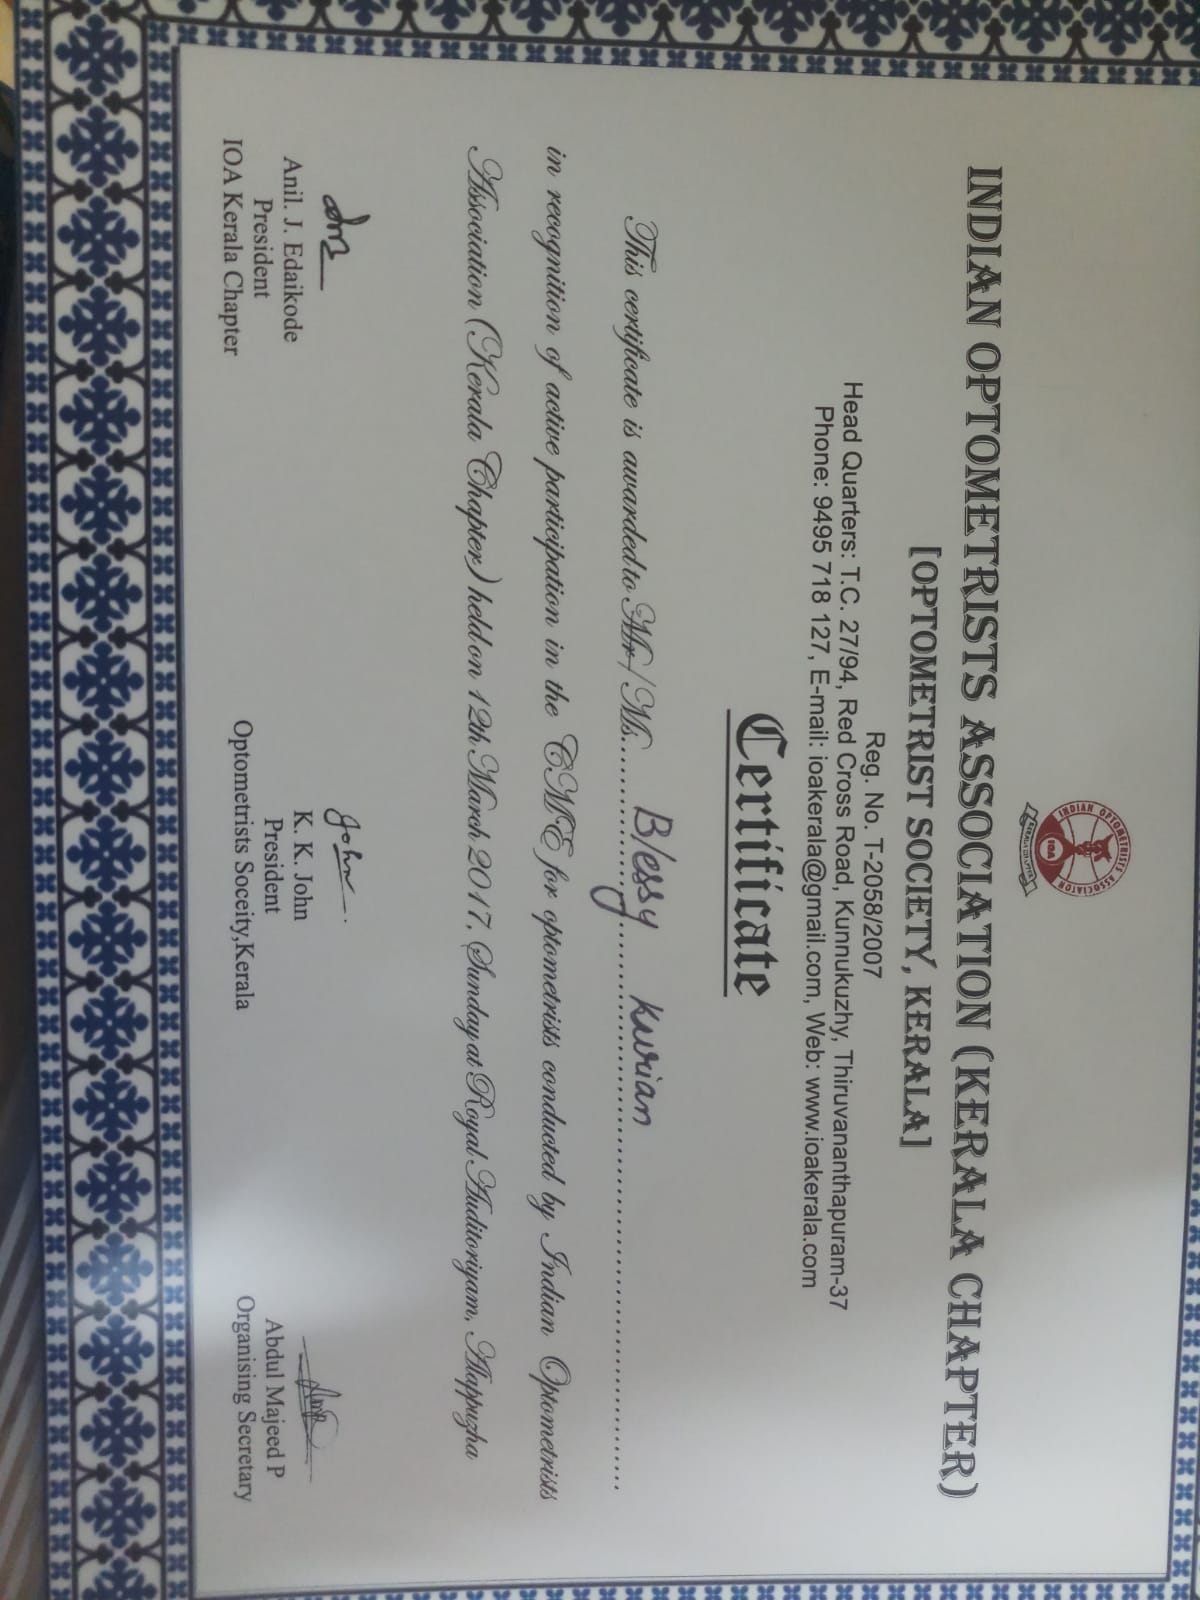 INDIAN OPTOMETRISTS ASSOCIATION
IOA
KERALA CHAPTER
INDIAN OPTOMETRISTS ASSOCIATION (KERALA CHAPTER)
[OPTOMETRIST SOCIETY, KERALA]
Reg. No. T-2058/2007
Head Quarters: T.C. 27/94, Red Cross Road, Kunnukuzhy, Thiruvananthapuram-37
Phone: 9495 718 127, E-mail: ioakerala@gmail.com, Web: www.ioakerala.com
Certificate
This certificate is awarded to Mr/Ms. Blessy Kurian
in recognition of active participation in the CME for optometrists conducted by Indian Optometrists
Association (Kerala Chapter) held on 12th March 2017, Sunday at Royal Auditoriyam, Alappuzha
John
Anil. J. Edaikode
President
IOA Kerala Chapter
K. K. John
President
Optometrists Soceity,Kerala
Abdul Majeed P
Organising Secretary